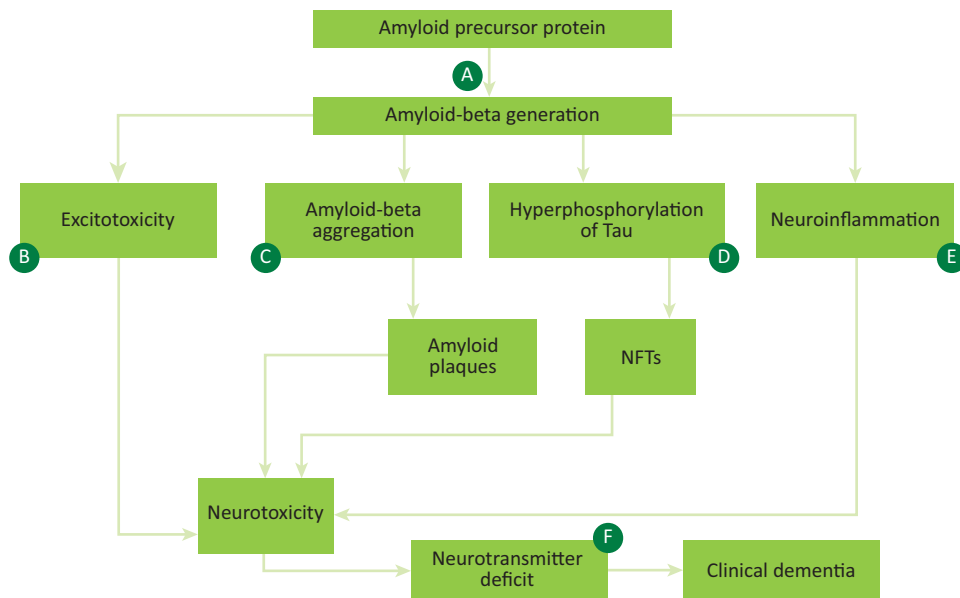 Amyloid precursor protein
A
Amyloid-beta generation
Excitotoxicity
B
Amyloid-beta
aggregation
C
Hyperphosphorylation
of Tau
D
Neuroinflammation
E
Amyloid
plaques
NFTs
Neurotoxicity
Neurotransmitter
deficit
F
Clinical dementia